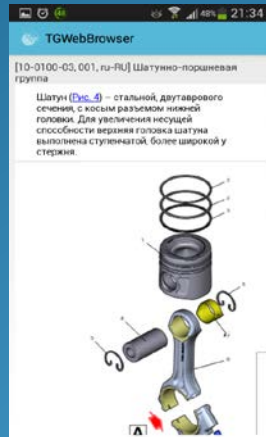 48% 21:34
TGWebBrowser
[10-0100-03, 001, ru-RU] Шатунно-поршневая
группа
Шатун (Рис. 4) – стальной, двутаврового
сечения, с косым разъемом нижней
головки. Для увеличения несущей
способности верхняя головка шатуна
выполнена ступенчатой, более широкой у
стержня.
A